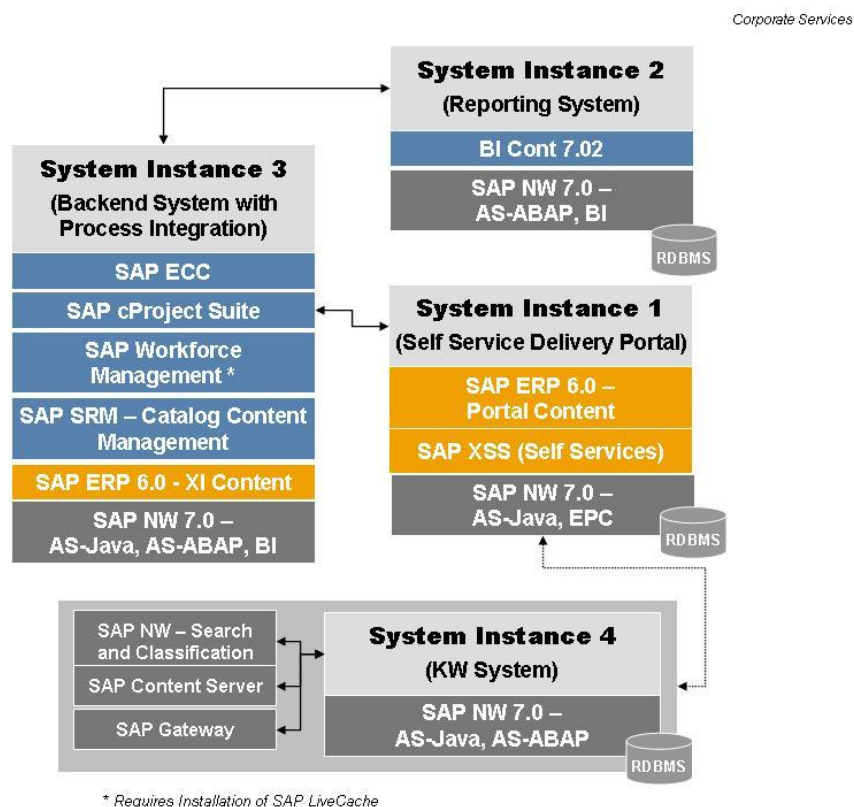 Corporate Services
System Instance 2
(Reporting System)
BI Cont 7.02
SAP NW 7.0 –
AS-ABAP, BI
RDBMS
System Instance 3
(Backend System with
Process Integration)
SAP ECC
SAP cProject Suite
SAP Workforce
Management *
SAP SRM – Catalog Content
Management
SAP ERP 6.0 - XI Content
SAP NW 7.0 –
AS-Java, AS-ABAP, BI
System Instance 1
(Self Service Delivery Portal)
SAP ERP 6.0 –
Portal Content
SAP XSS (Self Services)
SAP NW 7.0 –
AS-Java, EPC
RDBMS
SAP NW – Search
and Classification
SAP Content Server
SAP Gateway
System Instance 4
(KW System)
SAP NW 7.0 –
AS-Java, AS-ABAP
RDBMS
* Requires Installation of SAP LiveCache